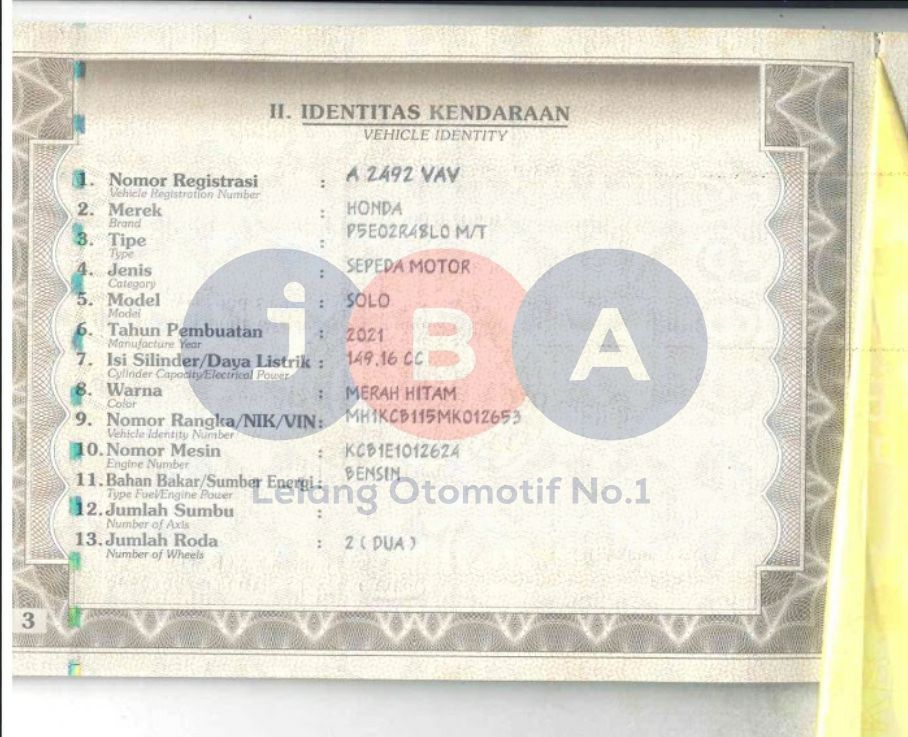 II. IDENTITAS KENDARAAN
VEHICLE IDENTITY
1. Nomor Registrasi : A 2492 VAV
Vehicle Registration Number
2. Merek : HONDA
Brand
3. Tipe : P5E02R48L0 M/T
Type
4. Jenis : SEPEDA MOTOR
Category
5. Model : SOLO
Model
6. Tahun Pembuatan : 2021
Manufacture Year
7. Isi Silinder/Daya Listrik : 149,16 CC
Cylinder Capacity/Electrical Power
8. Warna : MERAH HITAM
Color
9. Nomor Rangka/NIK/VIN : MH1KCB115MK012653
Vehicle Identity Number
10. Nomor Mesin : KCB1E1012624
Engine Number
11. Bahan Bakar/Sumber Energi : BENSIN
Type Fuel/Engine Power
12. Jumlah Sumbu :
Number of Axis
13. Jumlah Roda : 2 ( DUA )
Number of Wheels
3
jBA
Lelang Otomotif No.1